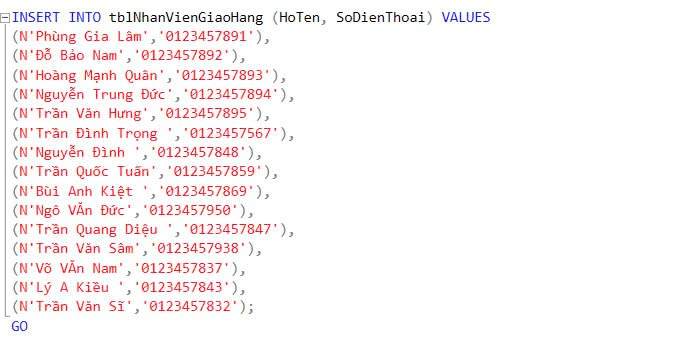 INSERT INTO tblNhanVienGiaoHang (HoTen, SoDienThoai) VALUES
(N'Phùng Gia Lâm','0123457891'),
(N'Đỗ Bảo Nam','0123457892'),
(N'Hoàng Mạnh Quân','0123457893'),
(N'Nguyễn Trung Đức','0123457894'),
(N'Trần Văn Hưng','0123457895'),
(N'Trần Đình Trọng ','0123457567'),
(N'Nguyễn Đình ','0123457848'),
(N'Trần Quốc Tuấn','0123457859'),
(N'Bùi Anh Kiệt ','0123457869'),
(N'Ngô VĂn Đức','0123457950'),
(N'Trần Quang Diệu ','0123457847'),
(N'Trần Văn Sâm','0123457938'),
(N'Võ VĂn Nam','0123457837'),
(N'Lý A Kiều ','0123457843'),
(N'Trần Văn Sĩ','0123457832');
GO